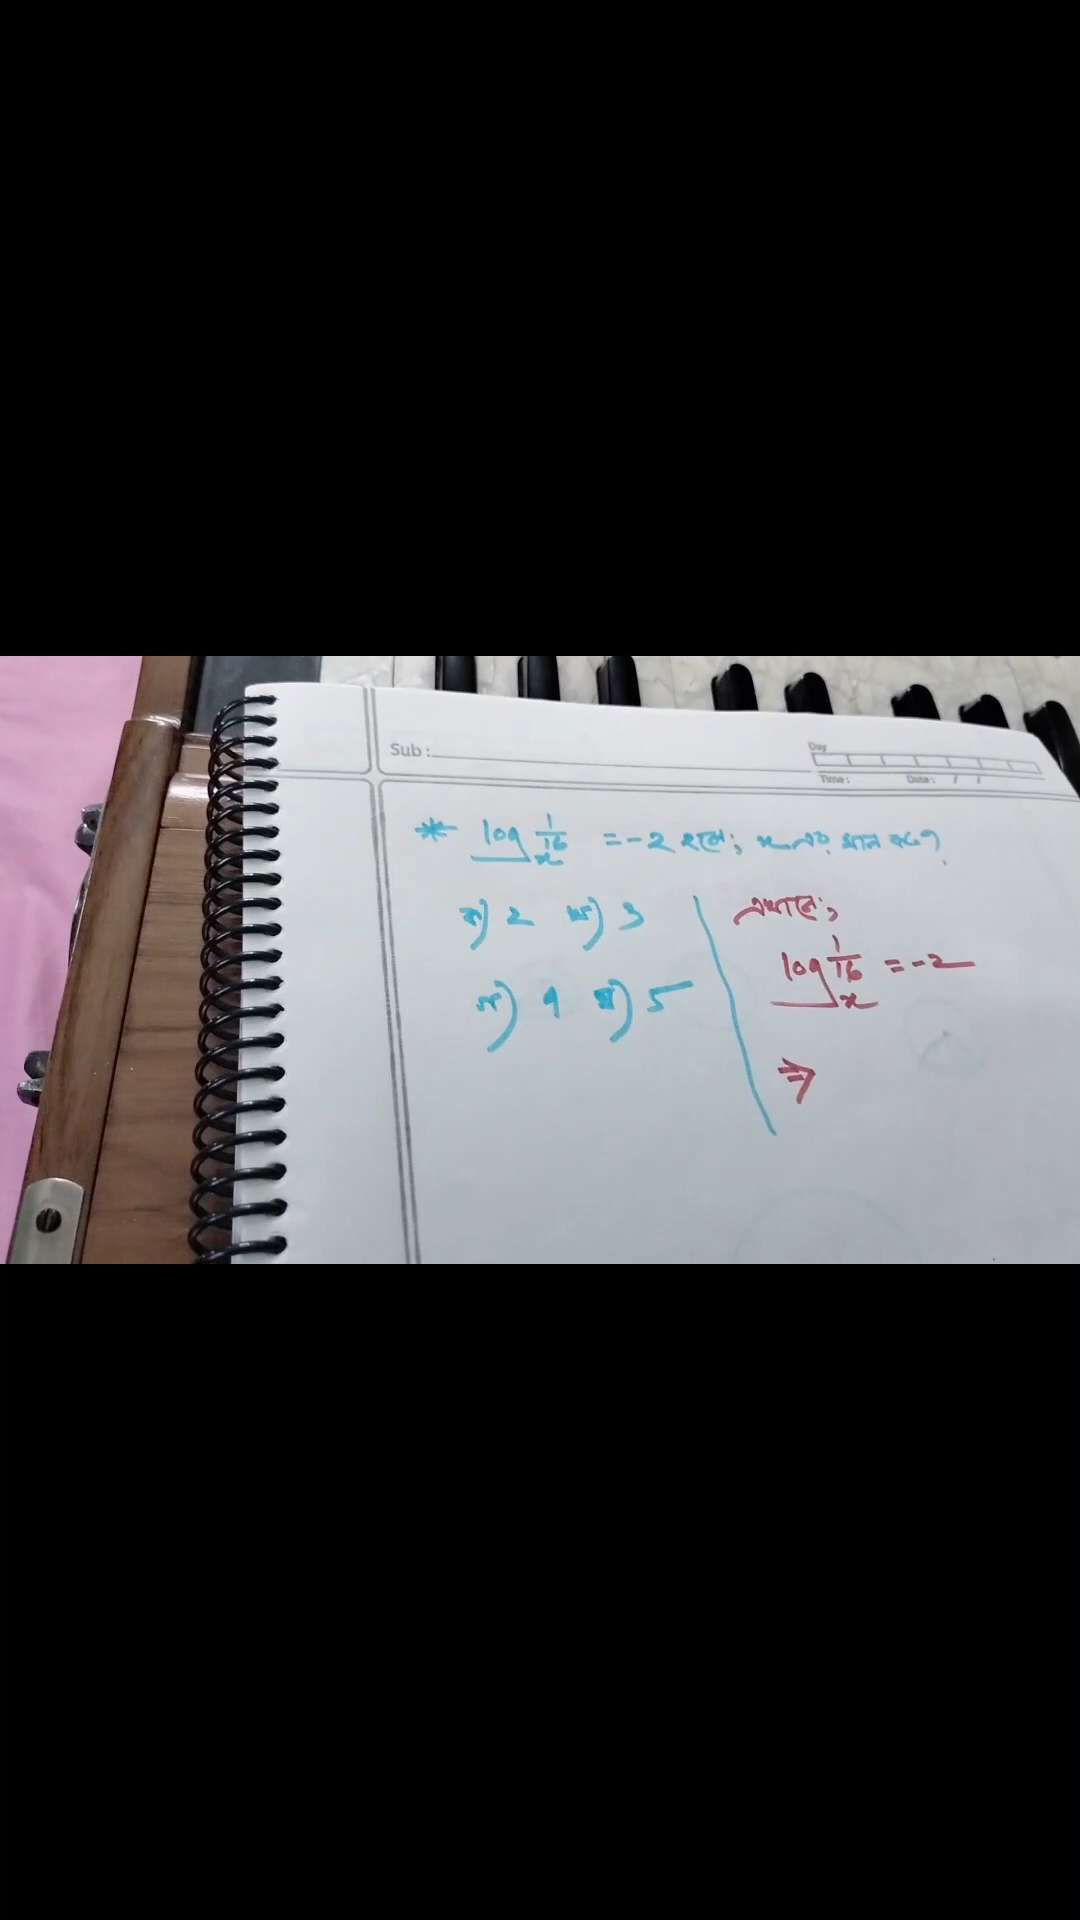 Sub:
Day
Time: Date: / /
* log_x 1/16 = -2 হলে; x এর মান কত?
ক) 2 খ) 3
গ) 4 ঘ) 5
এখানে,
log_x 1/16 = -2
⇒